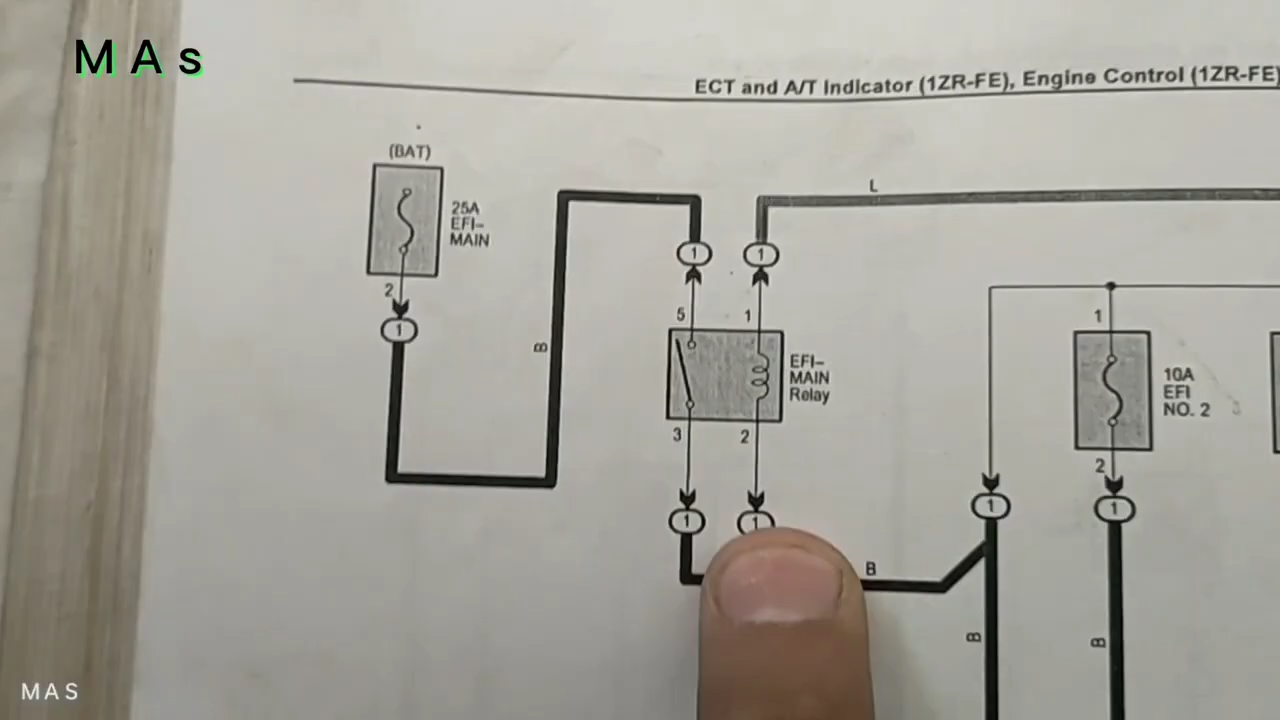 M A s
ECT and A/T Indicator (1ZR-FE), Engine Control (1ZR-FE)
(BAT)
25A
EFI-
MAIN
2
1
B
L
1
1
5
1
EFI-
MAIN
Relay
3
2
1
1
B
1
10A
EFI
NO. 2
2
1
1
B
B
MAS